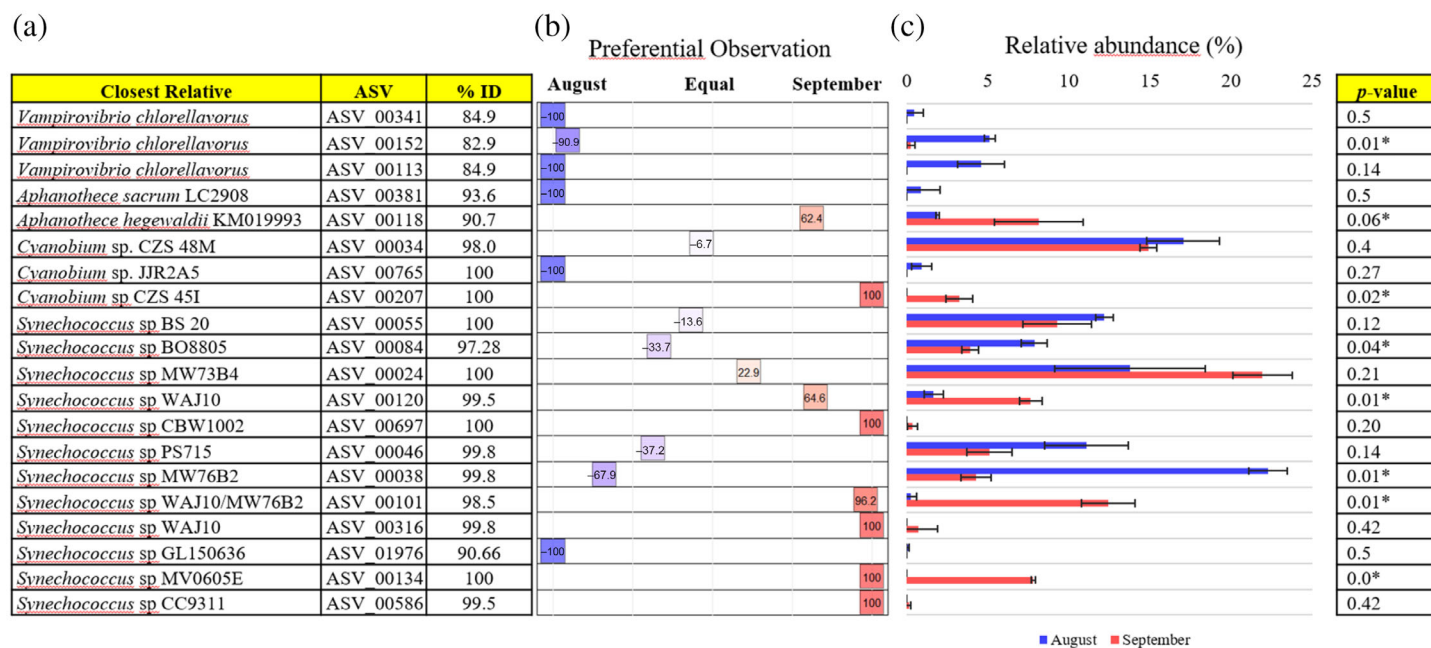 (a) (b) (c)
Preferential Observation Relative abundance (%)
0 5 10 15 20 25
Closest Relative ASV % ID August Equal September p-value
Vampirovibrio chlorellavorus ASV_00341 84.9 −100 0.5
Vampirovibrio chlorellavorus ASV_00152 82.9 −90.9 0.01*
Vampirovibrio chlorellavorus ASV_00113 84.9 −100 0.14
Aphanothece sacrum LC2908 ASV_00381 93.6 −100 0.5
Aphanothece hegewaldii KM019993 ASV_00118 90.7 62.4 0.06*
Cyanobium sp. CZS 48M ASV_00034 98.0 −6.7 0.4
Cyanobium sp. JJR2A5 ASV_00765 100 −100 0.27
Cyanobium sp CZS 45I ASV_00207 100 100 0.02*
Synechococcus sp BS 20 ASV_00055 100 −13.6 0.12
Synechococcus sp BO8805 ASV_00084 97.28 −33.7 0.04*
Synechococcus sp MW73B4 ASV_00024 100 22.9 0.21
Synechococcus sp WAJ10 ASV_00120 99.5 64.6 0.01*
Synechococcus sp CBW1002 ASV_00697 100 100 0.20
Synechococcus sp PS715 ASV_00046 99.8 −37.2 0.14
Synechococcus sp MW76B2 ASV_00038 99.8 −67.9 0.01*
Synechococcus sp WAJ10/MW76B2 ASV_00101 98.5 96.2 0.01*
Synechococcus sp WAJ10 ASV_00316 99.8 100 0.42
Synechococcus sp GL150636 ASV_01976 90.66 −100 0.5
Synechococcus sp MV0605E ASV_00134 100 100 0.0*
Synechococcus sp CC9311 ASV_00586 99.5 100 0.42
August September